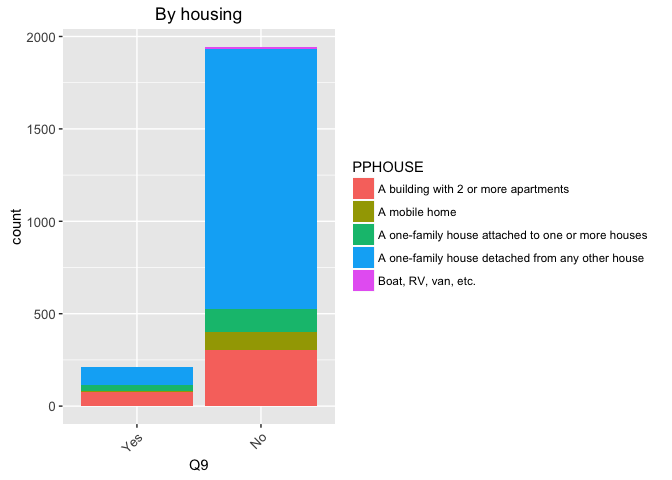 By housing
2000
1500
1000
500
0
count
Yes
No
Q9
PPHOUSE
A building with 2 or more apartments
A mobile home
A one-family house attached to one or more houses
A one-family house detached from any other house
Boat, RV, van, etc.